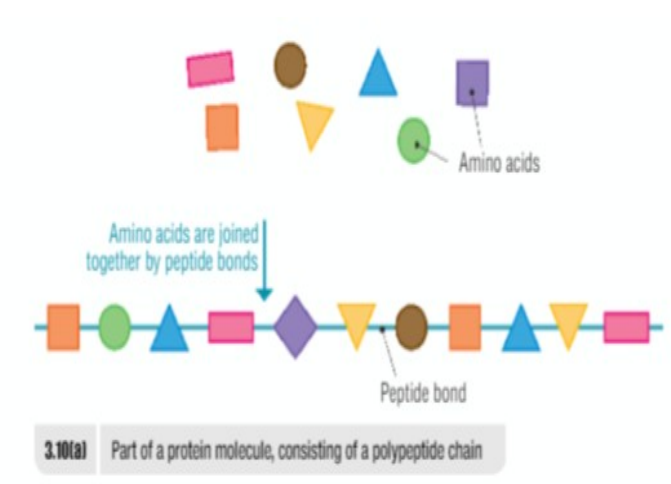 Amino acids
Amino acids are joined
together by peptide bonds
Peptide bond
3.10(a) Part of a protein molecule, consisting of a polypeptide chain